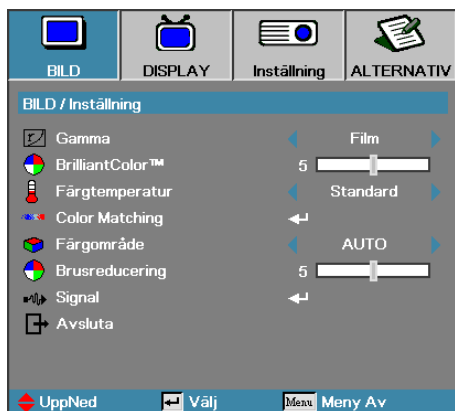 BILD DISPLAY Inställning ALTERNATIV
BILD / Inställning
Gamma Film
BrilliantColor™ 5
Färgtemperatur Standard
Color Matching
Färgområde AUTO
Brusreducering 5
Signal
Avsluta
UppNed Välj Menu Meny Av